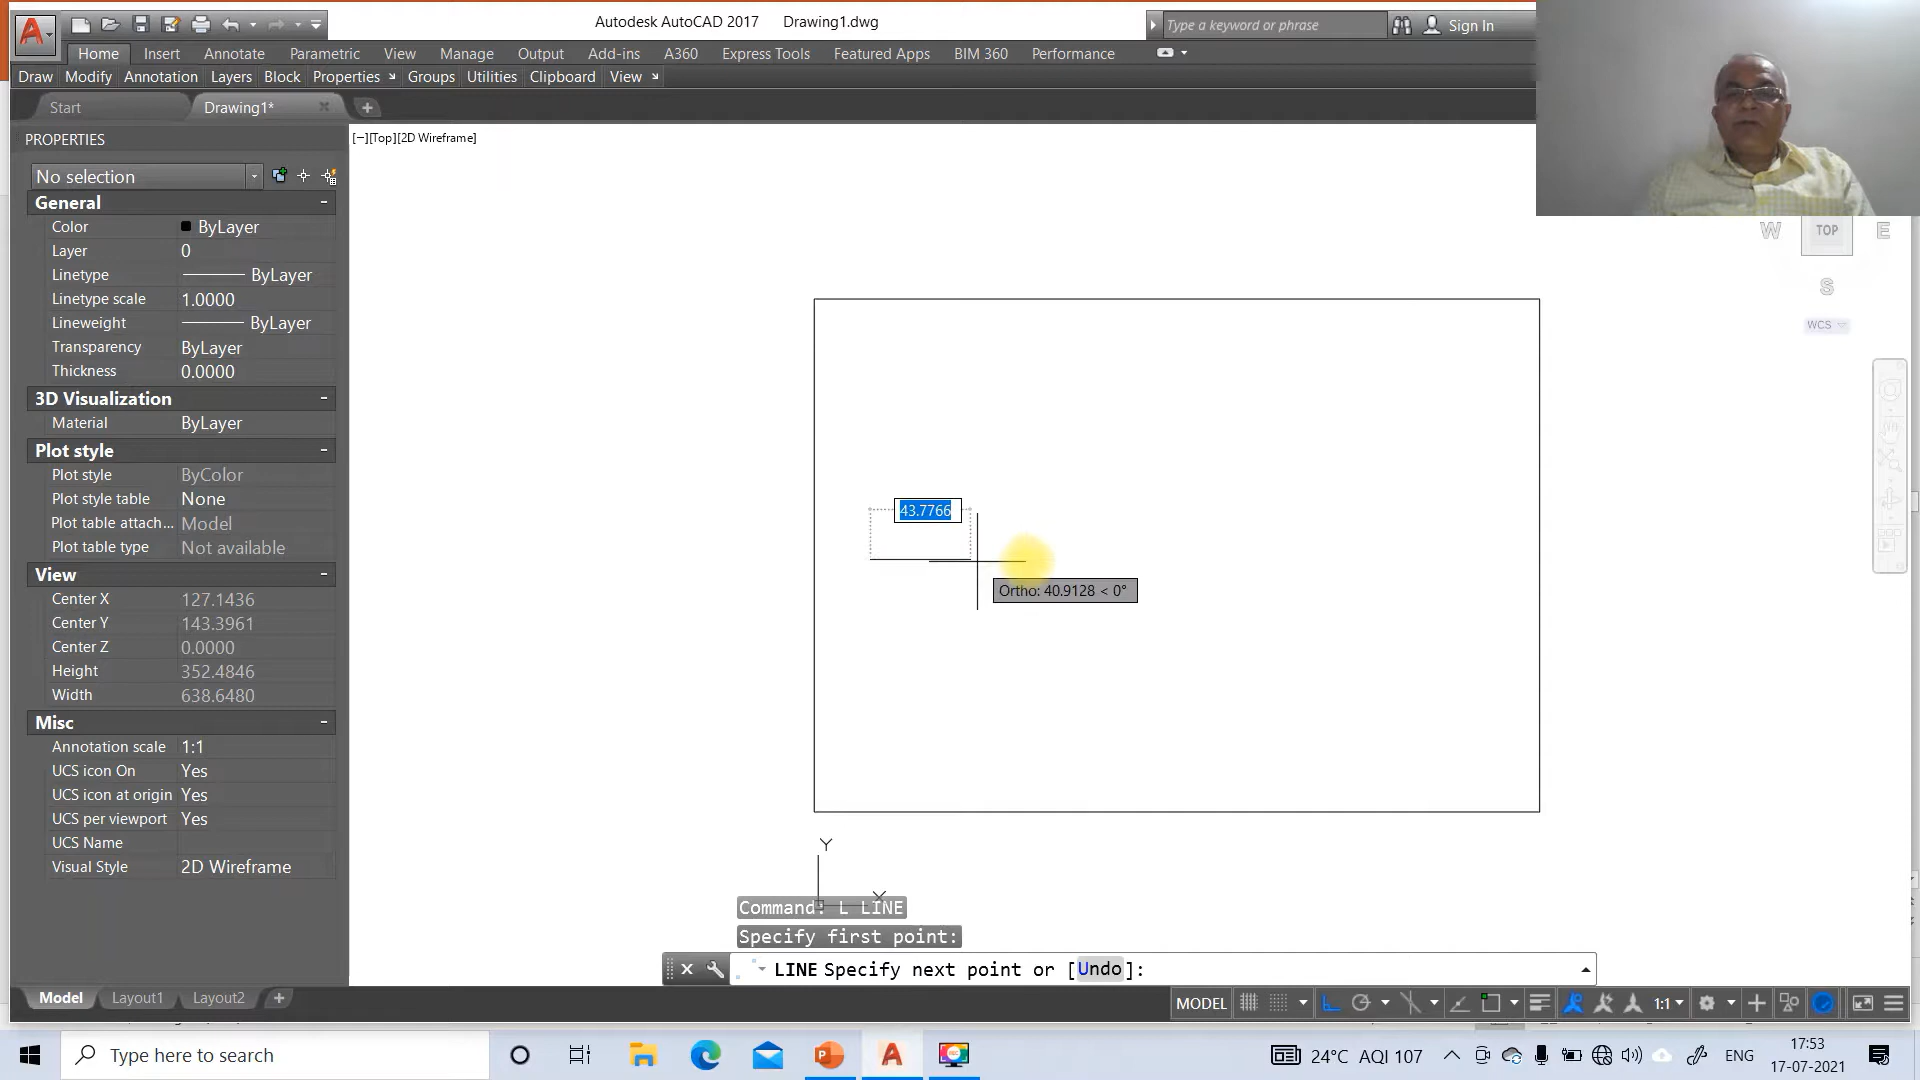 Autodesk AutoCAD 2017 Drawing1.dwg
Type a keyword or phrase
Sign In
Home Insert Annotate Parametric View Manage Output Add-ins A360 Express Tools Featured Apps BIM 360 Performance
Draw Modify Annotation Layers Block Properties Groups Utilities Clipboard View
Start
Drawing1*
PROPERTIES
[−][Top][2D Wireframe]
No selection
General
Color ByLayer
Layer 0
Linetype ByLayer
Linetype scale 1.0000
Lineweight ByLayer
Transparency ByLayer
Thickness 0.0000
3D Visualization
Material ByLayer
Plot style
Plot style ByColor
Plot style table None
Plot table attach... Model
Plot table type Not available
View
Center X 127.1436
Center Y 143.3961
Center Z 0.0000
Height 352.4846
Width 638.6480
Misc
Annotation scale 1:1
UCS icon On Yes
UCS icon at origin Yes
UCS per viewport Yes
UCS Name
Visual Style 2D Wireframe
W TOP E
S
WCS
43.7766
Ortho: 40.9128 < 0°
Y
X
Command: L LINE
Specify first point:
LINE Specify next point or [Undo]:
Model Layout1 Layout2
MODEL
1:1
Type here to search
24°C AQI 107
ENG
17:53
17-07-2021